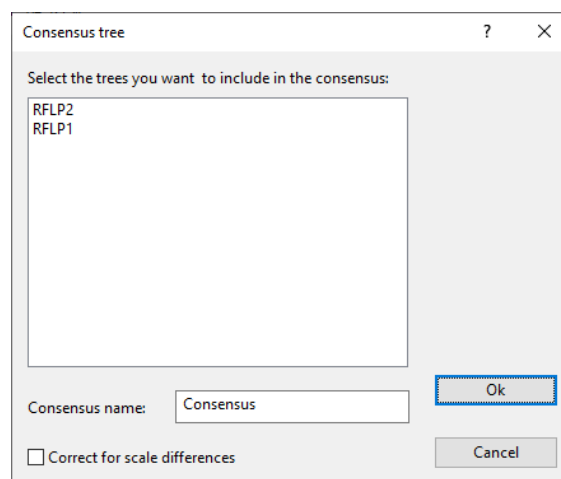 Consensus tree
Select the trees you want to include in the consensus:
RFLP2
RFLP1
Ok
Consensus name: Consensus
Correct for scale differences
Cancel